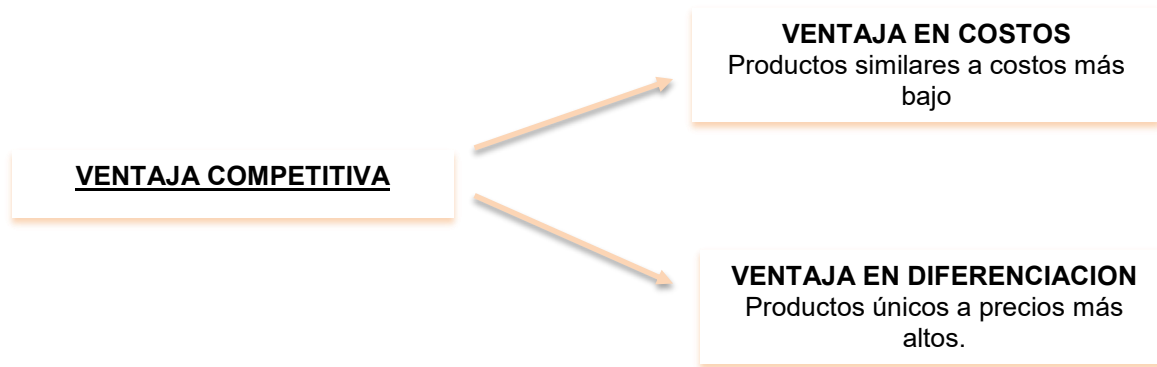 VENTAJA EN COSTOS
Productos similares a costos más
bajo
VENTAJA COMPETITIVA
VENTAJA EN DIFERENCIACION
Productos únicos a precios más
altos.